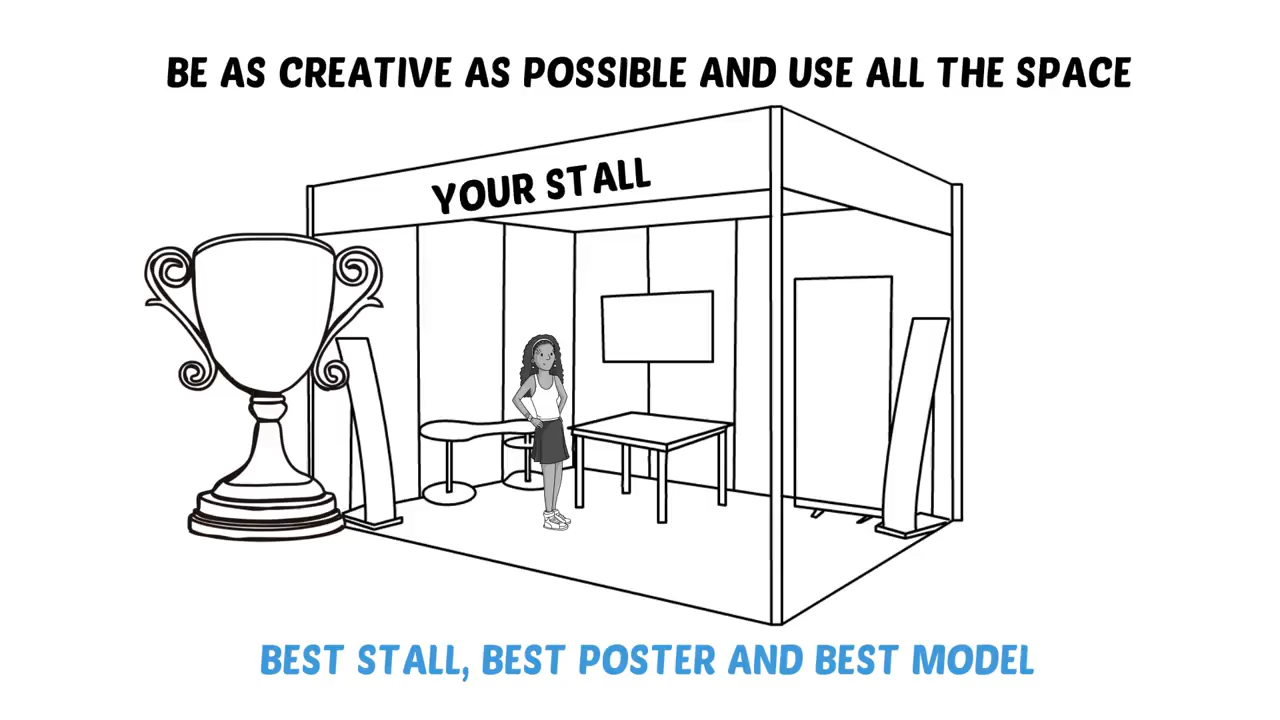 BE AS CREATIVE AS POSSIBLE AND USE ALL THE SPACE
YOUR STALL
BEST STALL, BEST POSTER AND BEST MODEL